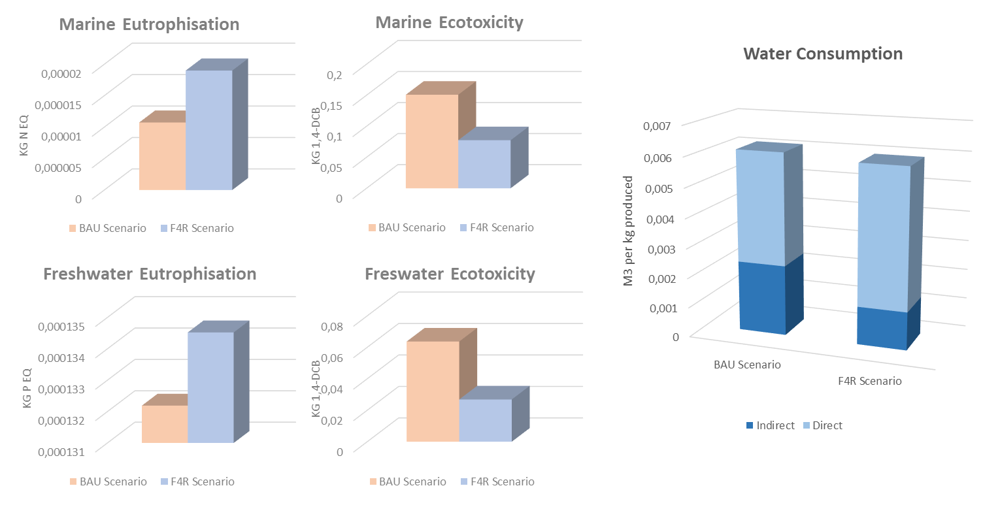 Marine Eutrophisation
KG N EQ
0,00002
0,000015
0,00001
0,000005
0
BAU Scenario
F4R Scenario
Marine Ecotoxicity
KG 1,4-DCB
0,2
0,15
0,1
0,05
0
BAU Scenario
F4R Scenario
Freshwater Eutrophisation
KG P EQ
0,000135
0,000134
0,000133
0,000132
0,000131
BAU Scenario
F4R Scenario
Freswater Ecotoxicity
KG 1,4-DCB
0,08
0,06
0,04
0,02
0
BAU Scenario
F4R Scenario
Water Consumption
M3 per kg produced
0,007
0,006
0,005
0,004
0,003
0,002
0,001
0
BAU Scenario
F4R Scenario
Indirect
Direct